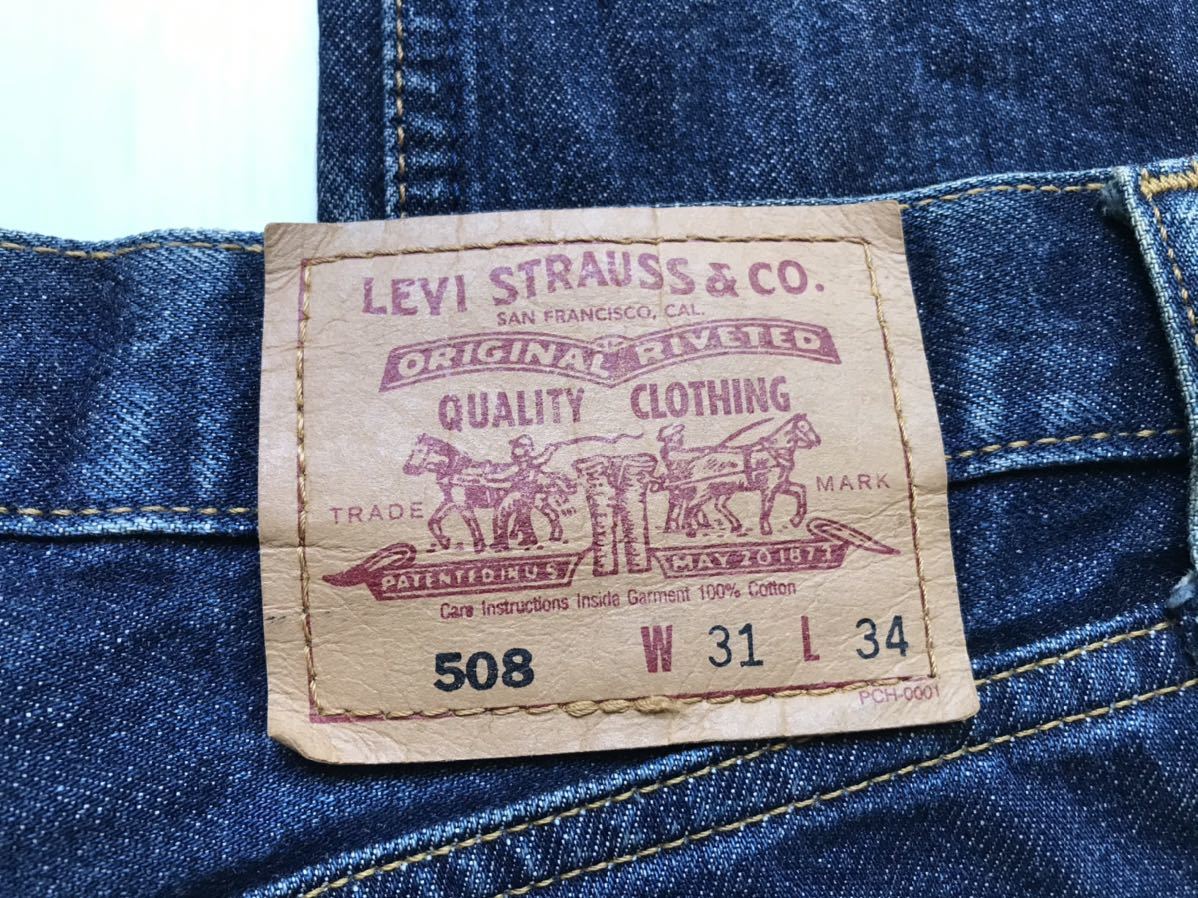 LEVI STRAUSS & CO.
SAN FRANCISCO, CAL.
ORIGINAL RIVETED
QUALITY CLOTHING
TRADE MARK
PATENTED IN U S MAY 20 1873
Care Instructions Inside Garment 100% Cotton
508 W 31 L 34
PCH-0001